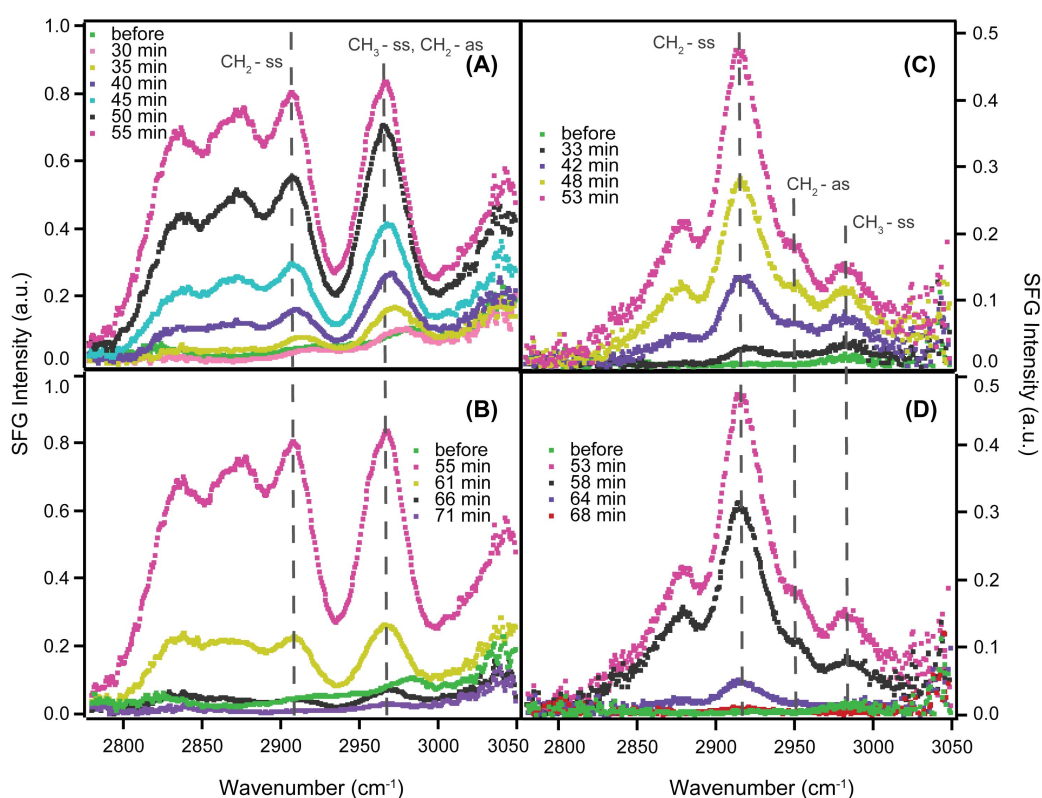 1.0
0.8
0.6
0.4
0.2
0.0
before
30 min
35 min
40 min
45 min
50 min
55 min
CH2 - ss
CH3 - ss, CH2 - as
(A)
0.5
0.4
0.3
0.2
0.1
0.0
before
33 min
42 min
48 min
53 min
CH2 - ss
CH2 - as
CH3 - ss
(C)
1.0
0.8
0.6
0.4
0.2
0.0
before
55 min
61 min
66 min
71 min
(B)
0.5
0.4
0.3
0.2
0.1
0.0
before
53 min
58 min
64 min
68 min
(D)
SFG Intensity (a.u.)
SFG Intensity (a.u.)
2800 2850 2900 2950 3000 3050
2800 2850 2900 2950 3000 3050
Wavenumber (cm-1)
Wavenumber (cm-1)